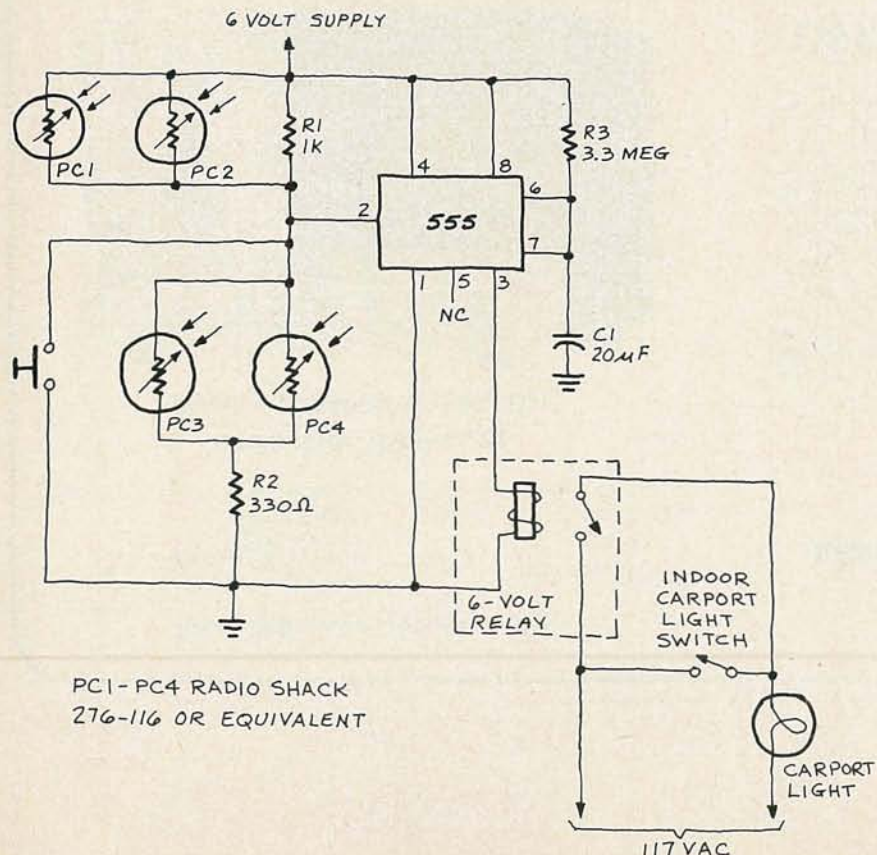 6 VOLT SUPPLY
PC1
PC2
R1
1K
R3
3.3 MEG
4
8
6
2
555
7
1
5
3
NC
C1
20µF
PC3
PC4
R2
330Ω
6-VOLT
RELAY
INDOOR
CARPORT
LIGHT
SWITCH
PC1-PC4 RADIO SHACK
276-116 OR EQUIVALENT
CARPORT
LIGHT
117 VAC